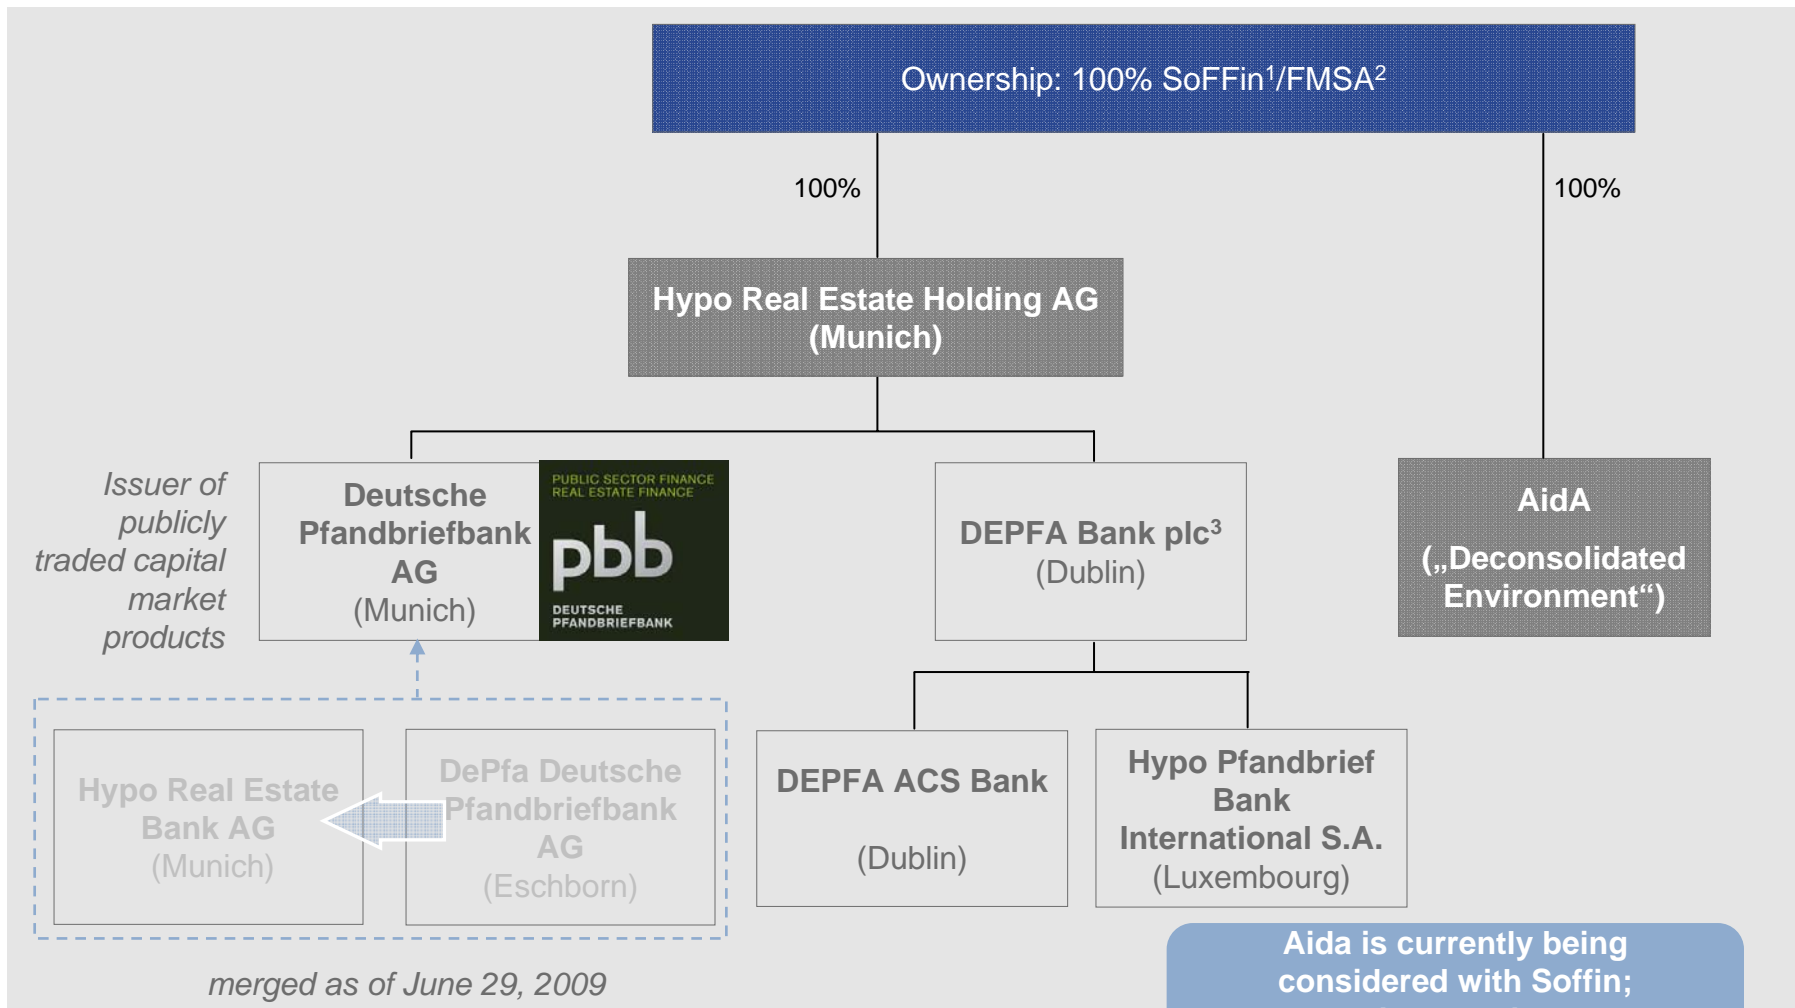 Ownership: 100% SoFFin¹/FMSA²
100%
100%
Hypo Real Estate Holding AG
(Munich)
Issuer of
publicly
traded capital
market
products
Deutsche
Pfandbriefbank
AG
(Munich)
PUBLIC SECTOR FINANCE
REAL ESTATE FINANCE
pbb
DEUTSCHE
PFANDBRIEFBANK
DEPFA Bank plc³
(Dublin)
AidA
(„Deconsolidated
Environment“)
Hypo Real Estate
Bank AG
(Munich)
DePfa Deutsche
Pfandbriefbank
AG
(Eschborn)
DEPFA ACS Bank
(Dublin)
Hypo Pfandbrief
Bank
International S.A.
(Luxembourg)
merged as of June 29, 2009
Aida is currently being
considered with Soffin;